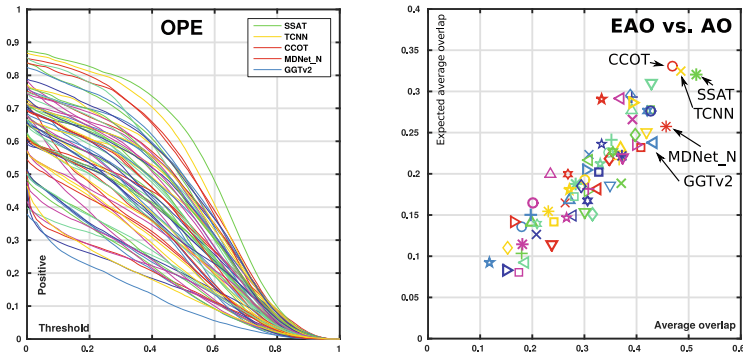 OPE
SSAT
TCNN
CCOT
MDNet_N
GGTv2
Positive
Threshold
1
0.9
0.8
0.7
0.6
0.5
0.4
0.3
0.2
0.1
0
0 0.2 0.4 0.6 0.8 1
EAO vs. AO
Expected average overlap
CCOT
SSAT
TCNN
MDNet_N
GGTv2
Average overlap
0,4
0,35
0,3
0,25
0,2
0,15
0,1
0,05
0
0 0.1 0.2 0.3 0.4 0.5 0.6